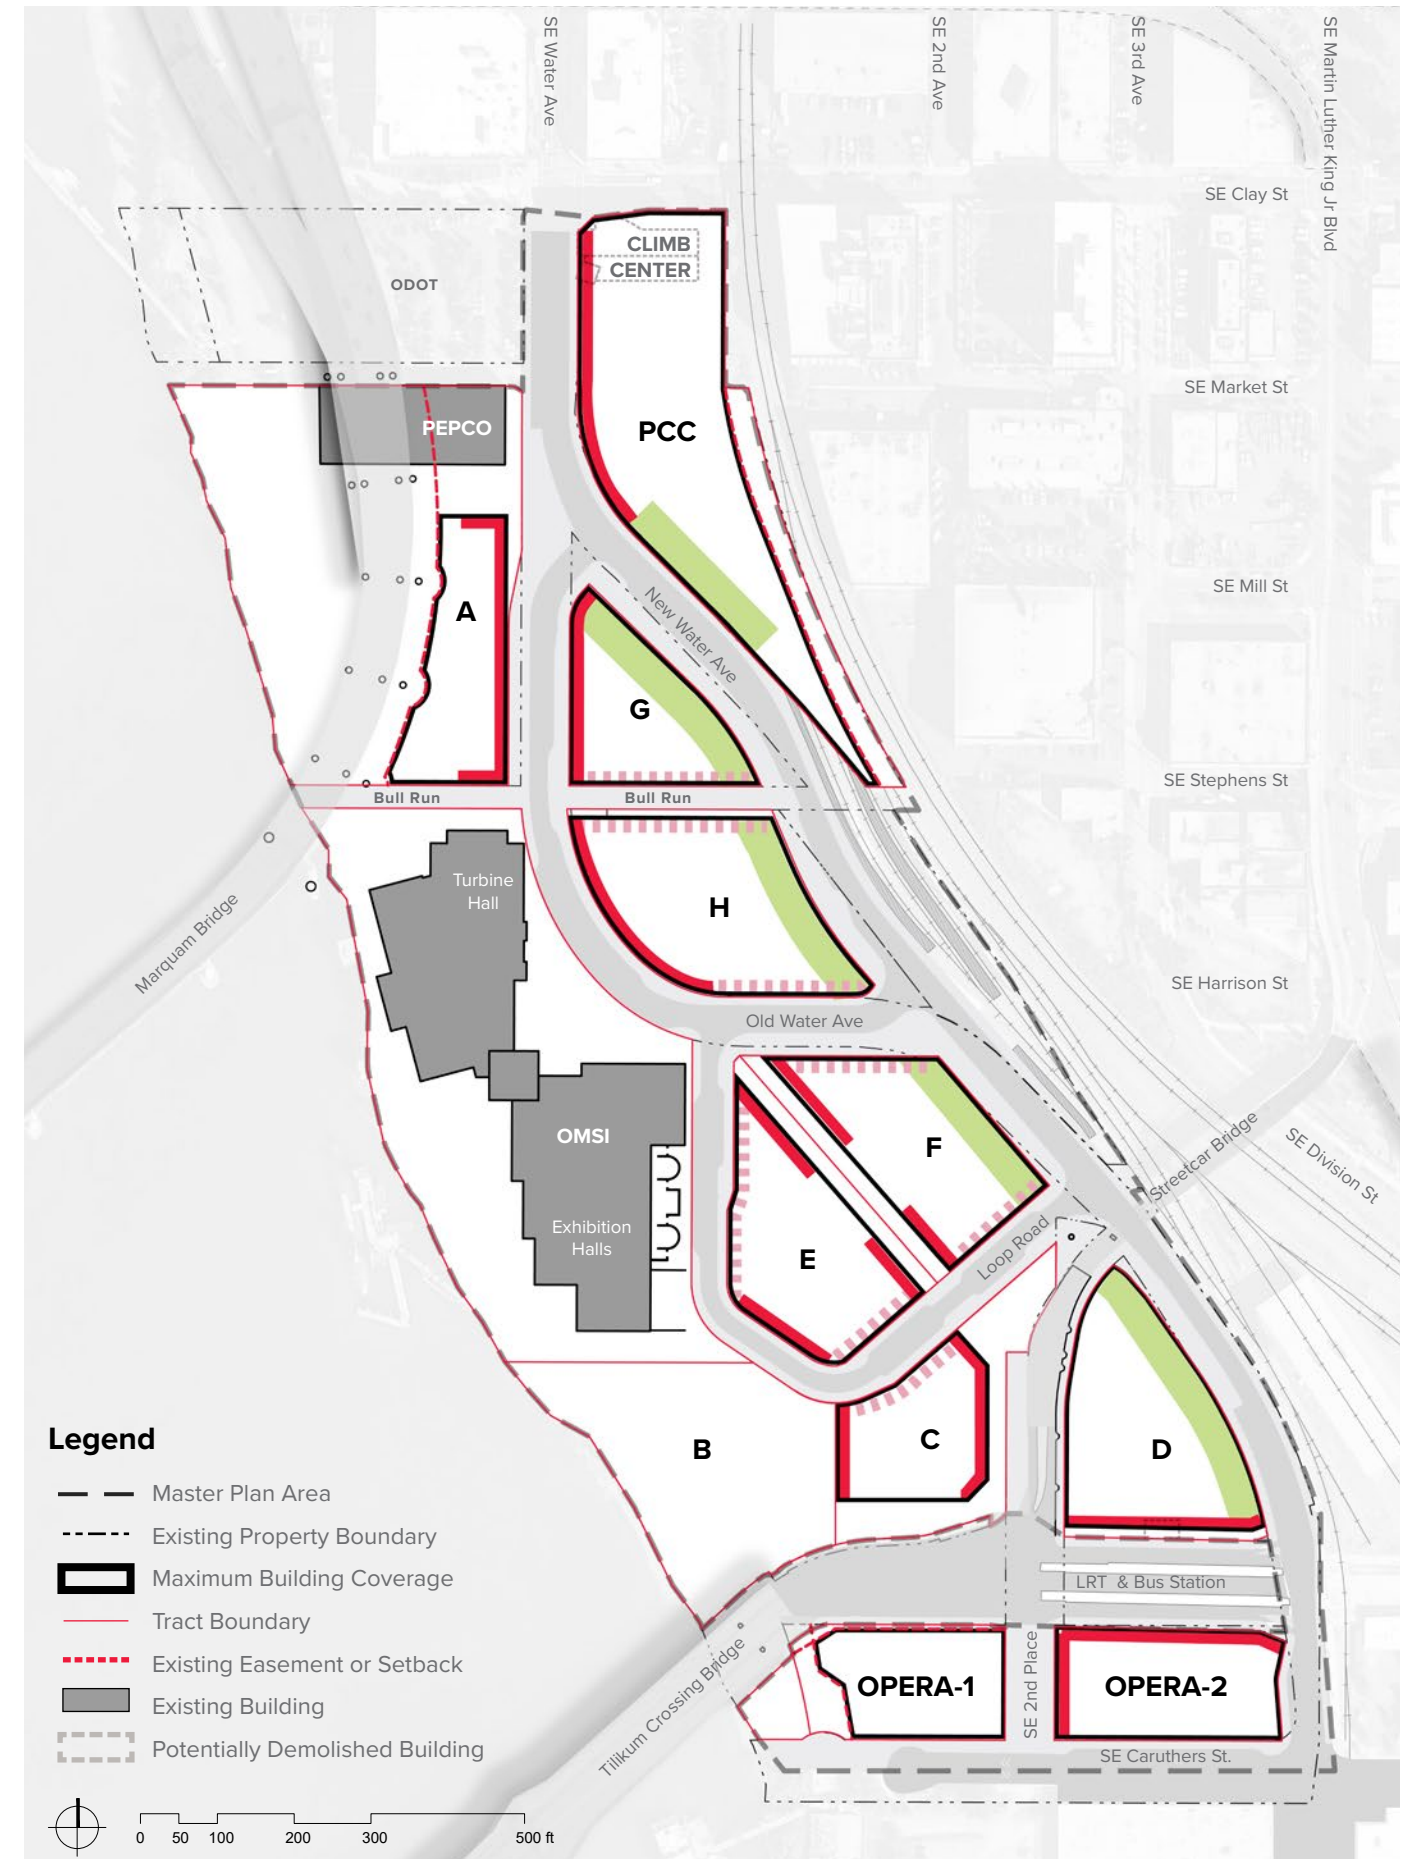 SE Water Ave
SE 2nd Ave
SE 3rd Ave
SE Martin Luther King Jr Blvd
SE Clay St
CLIMB
CENTER
ODOT
SE Market St
PEPCO
PCC
SE Mill St
A
New Water Ave
G
SE Stephens St
Bull Run
Bull Run
Turbine
Hall
H
Marquam Bridge
SE Harrison St
Old Water Ave
OMSI
F
Streetcar Bridge
SE Division St
Exhibition
Halls
E
Loop Road
Legend
B
C
D
Master Plan Area
Existing Property Boundary
Maximum Building Coverage
LRT & Bus Station
Tract Boundary
Existing Easement or Setback
Tilikum Crossing Bridge
OPERA-1
SE 2nd Place
OPERA-2
Existing Building
Potentially Demolished Building
SE Caruthers St.
0 50 100 200 300 500 ft